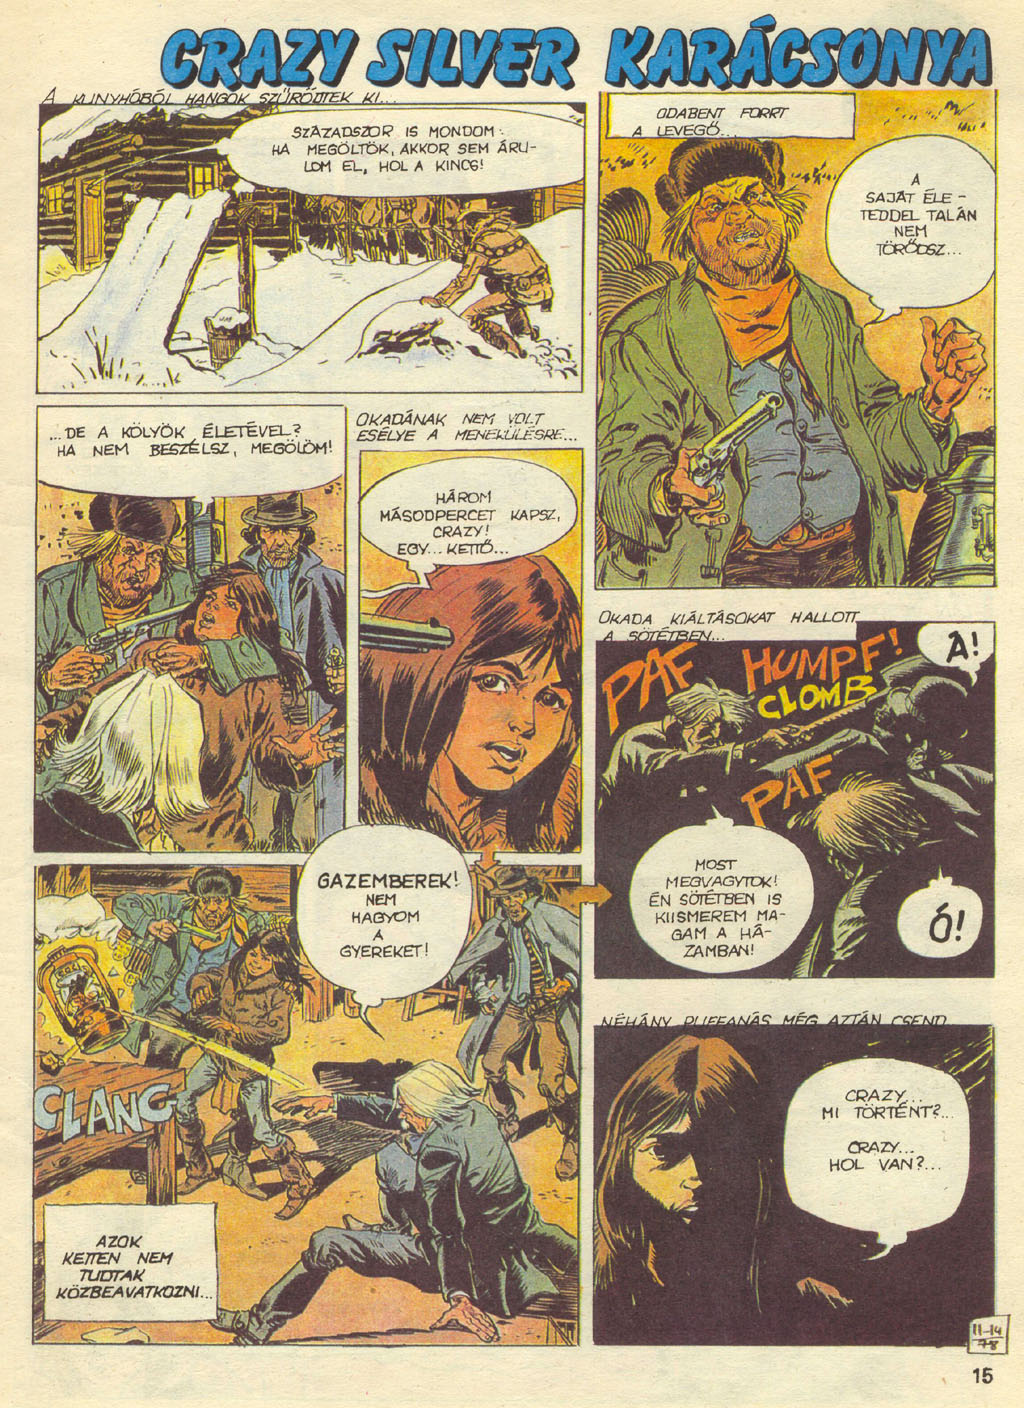 CRAZY SILVER KARÁCSONYA
A KUNYHÓBÓL HANGOK SZŰRŐDTEK KI...
SZÁZADSZOR IS MONDOM:
HA MEGÖLTÖK, AKKOR SEM ÁRU-
LOM EL, HOL A KINCS!
ODABENT FORRT
A LEVEGŐ...
A
SAJÁT ÉLE-
TEDDEL TALÁN
NEM
TÖRŐDSZ...
...DE A KÖLYÖK ÉLETÉVEL?
HA NEM BESZÉLSZ, MEGÖLÖM!
OKADÁNAK NEM VOLT
ESÉLYE A MENEKÜLÉSRE...
HÁROM
MÁSODPERCET KAPSZ,
CRAZY!
EGY... KETTŐ...
GAZEMBEREK!
NEM
HAGYOM
A
GYEREKET!
CLANG
AZOK
KETTEN NEM
TUDTAK
KÖZBEAVATKOZNI...
OKADA KIÁLTÁSOKAT HALLOTT
A SÖTÉTBEN...
PAF
HUMPF!
CLOMB
Á!
PAF
MOST
MEGVAGYTOK!
ÉN SÖTÉTBEN IS
KIISMEREM MA-
GAM A HÁ-
ZAMBAN!
Ó!
NÉHÁNY PUFFANÁS MÉG AZTÁN CSEND
CRAZY...
MI TÖRTÉNT?...
CRAZY...
HOL VAN?...
11-14
78
15